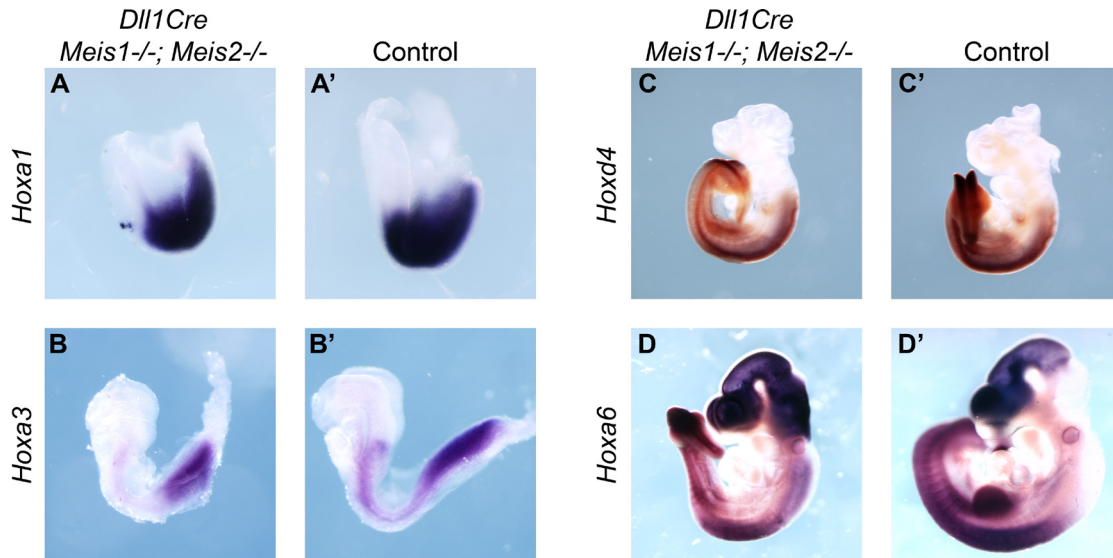 Dll1Cre
Meis1-/-; Meis2-/-
Control
Dll1Cre
Meis1-/-; Meis2-/-
Control
Hoxa1
A
A’
Hoxd4
C
C’
Hoxa3
B
B’
Hoxa6
D
D’